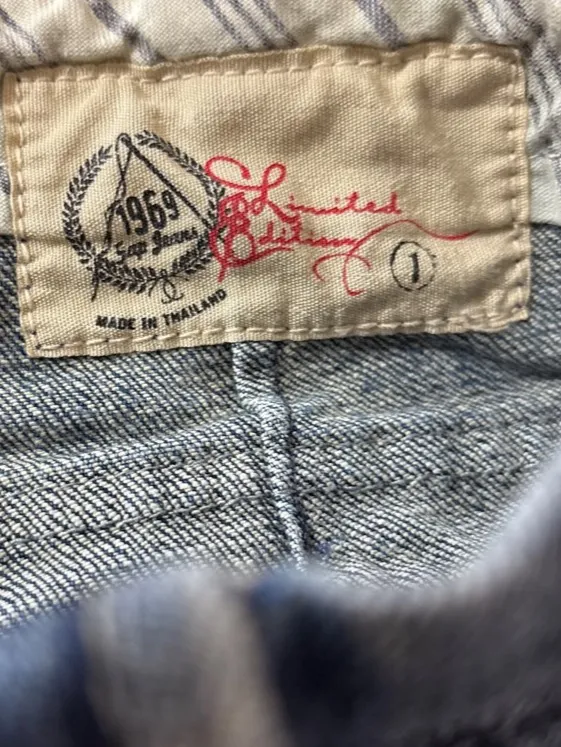 1969
Gap Jeans
MADE IN THAILAND
Limited
Edition
1